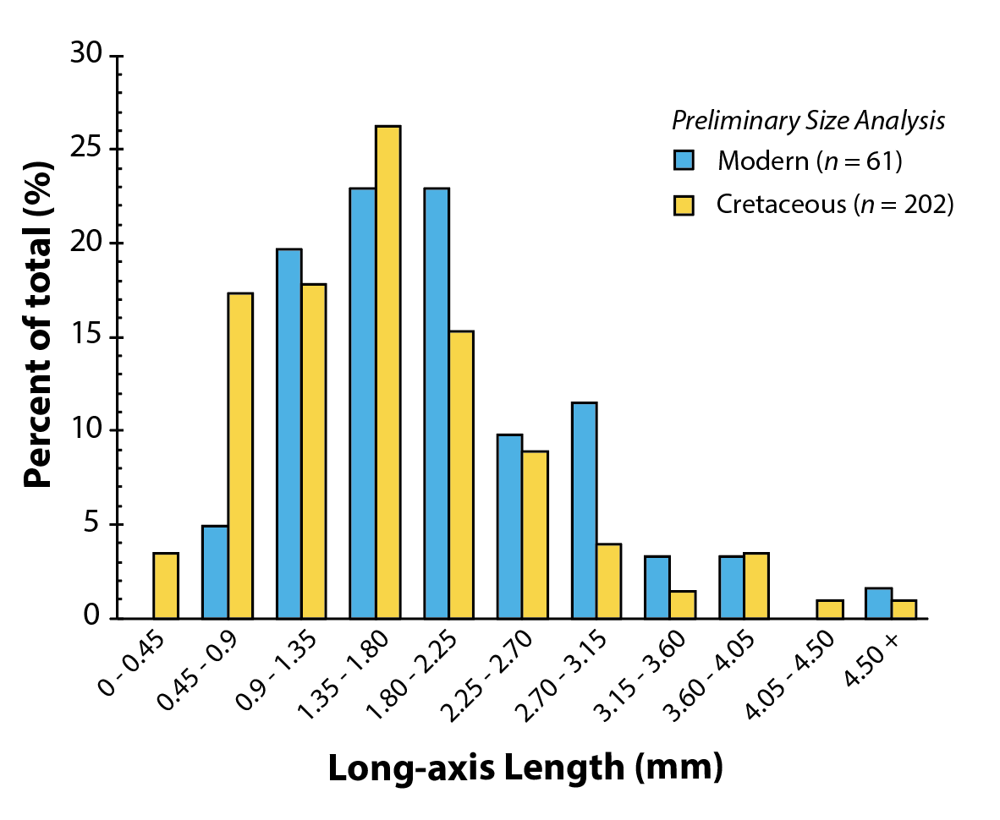 30
25
20
15
10
5
0
Percent of total (%)
Preliminary Size Analysis
Modern (n = 61)
Cretaceous (n = 202)
0 - 0.45
0.45 - 0.9
0.9 - 1.35
1.35 - 1.80
1.80 - 2.25
2.25 - 2.70
2.70 - 3.15
3.15 - 3.60
3.60 - 4.05
4.05 - 4.50
4.50 +
Long-axis Length (mm)